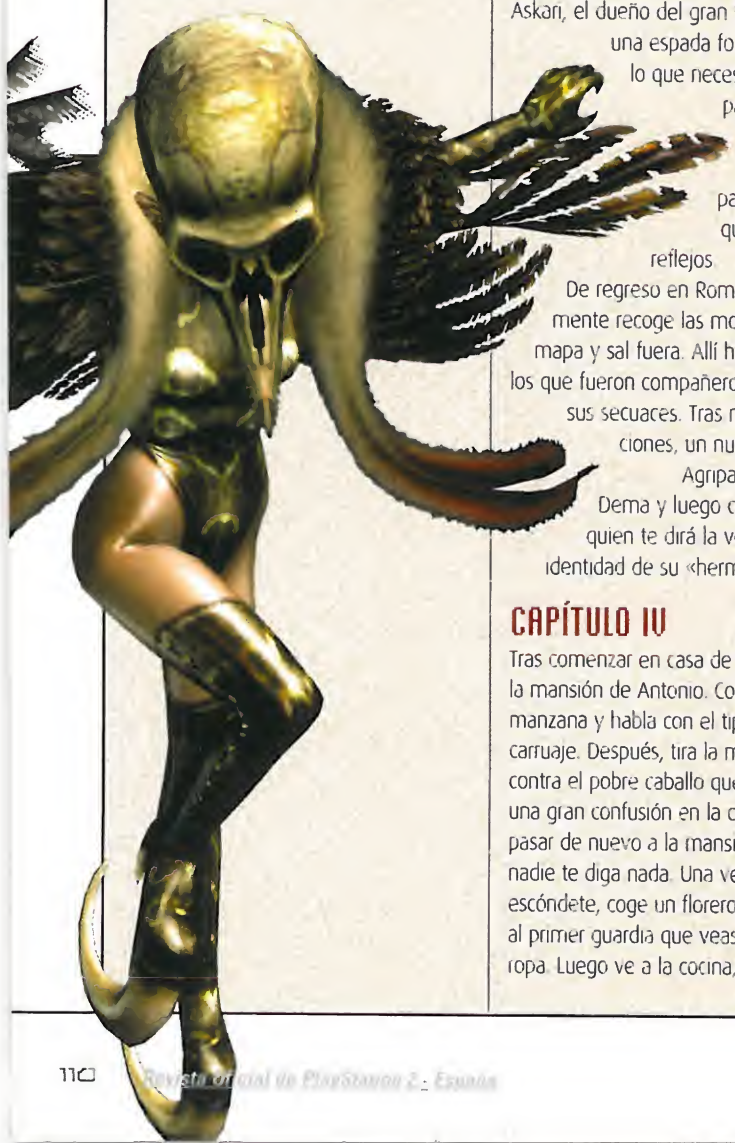 Askari, el dueño del gran
una espada fo
lo que neces
pa
qu
reflejos
De regreso en Rom
mente recoge las mo
mapa y sal fuera. Allí h
los que fueron compañero
sus secuaces. Tras
ciones, un nu
Agripa
Dema y luego
quien te dirá la v
identidad de su «herm
CAPÍTULO IV
Tras comenzar en casa de
la mansión de Antonio. Co
manzana y habla con el tip
carruaje. Después, tira la m
contra el pobre caballo que
una gran confusión en la c
pasar de nuevo a la mansi
nadie te diga nada. Una ve
escóndete, coge un florero
al primer guardia que veas
ropa. Luego ve a la cocina,
110
Revista oficial de PlayStation 2 - España